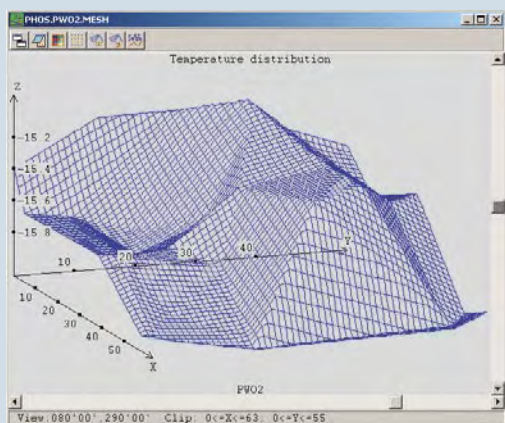 PHOS.PWO2.MESH
Temperature distribution
Z
-15.2
-15.4
-15.6
-15.8
10
20
30
40
Y
10
20
30
40
50
X
PWO2
View:080°00',290°00' Clip: 0<=X<=63; 0<=Y<=55